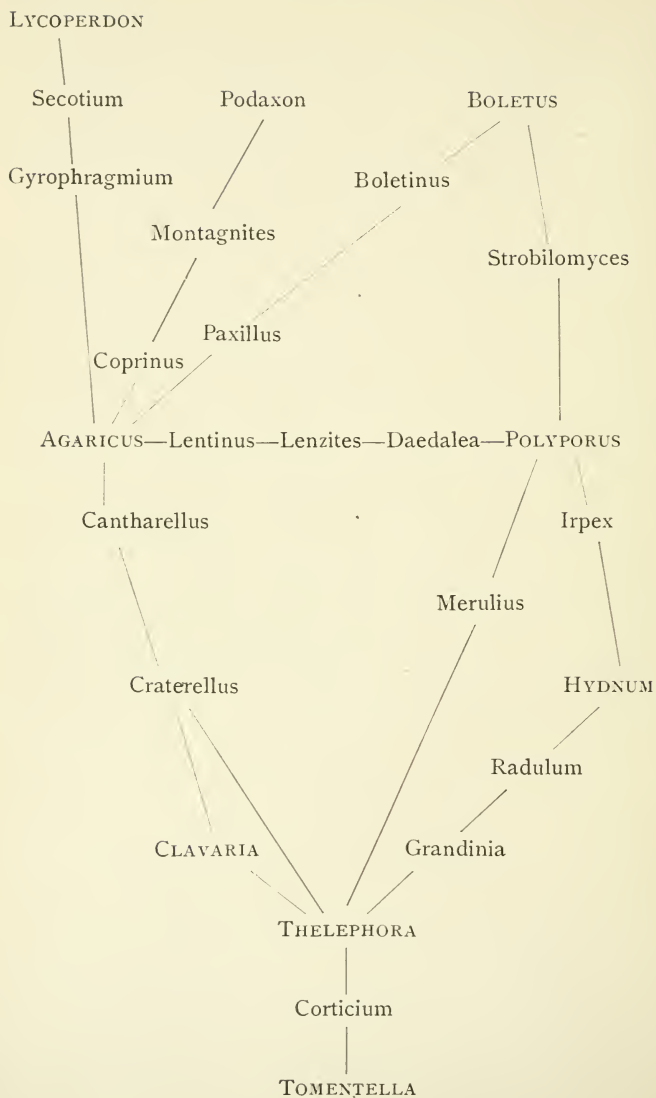 LYCOPERDON
Secotium Podaxon BOLETUS
Gyrophragmium Boletinus
Montagnites
Strobilomyces
Paxillus
Coprinus
AGARICUS—Lentinus—Lenzites—Daedalea—POLYPORUS
Cantharellus Irpex
Merulius
Craterellus HYDNUM
Radulum
CLAVARIA Grandinia
THELEPHORA
Corticium
TOMENTELLA